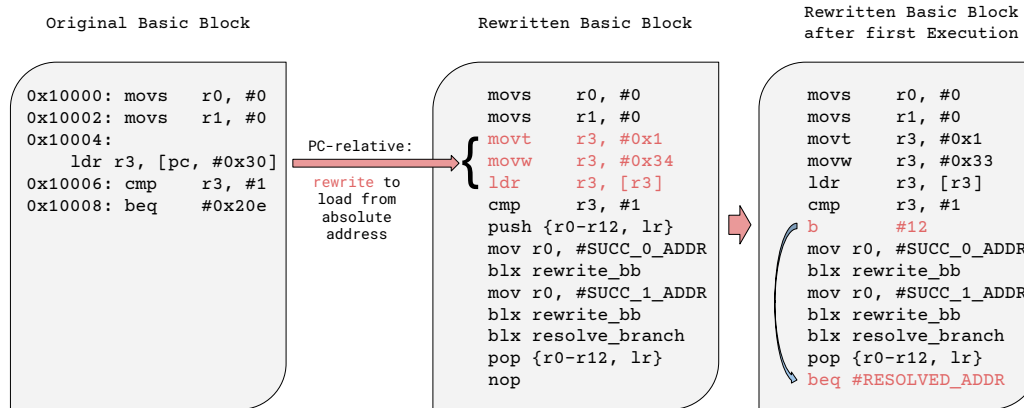 Original Basic Block
0x10000: movs r0, #0
0x10002: movs r1, #0
0x10004:
ldr r3, [pc, #0x30]
0x10006: cmp r3, #1
0x10008: beq #0x20e
PC-relative:
rewrite to
load from
absolute
address
Rewritten Basic Block
movs r0, #0
movs r1, #0
{
movt r3, #0x1
movw r3, #0x34
ldr r3, [r3]
cmp r3, #1
push {r0-r12, lr}
mov r0, #SUCC_0_ADDR
blx rewrite_bb
mov r0, #SUCC_1_ADDR
blx rewrite_bb
blx resolve_branch
pop {r0-r12, lr}
nop
Rewritten Basic Block
after first Execution
movs r0, #0
movs r1, #0
movt r3, #0x1
movw r3, #0x33
ldr r3, [r3]
cmp r3, #1
b #12
mov r0, #SUCC_0_ADDR
blx rewrite_bb
mov r0, #SUCC_1_ADDR
blx rewrite_bb
blx resolve_branch
pop {r0-r12, lr}
beq #RESOLVED_ADDR